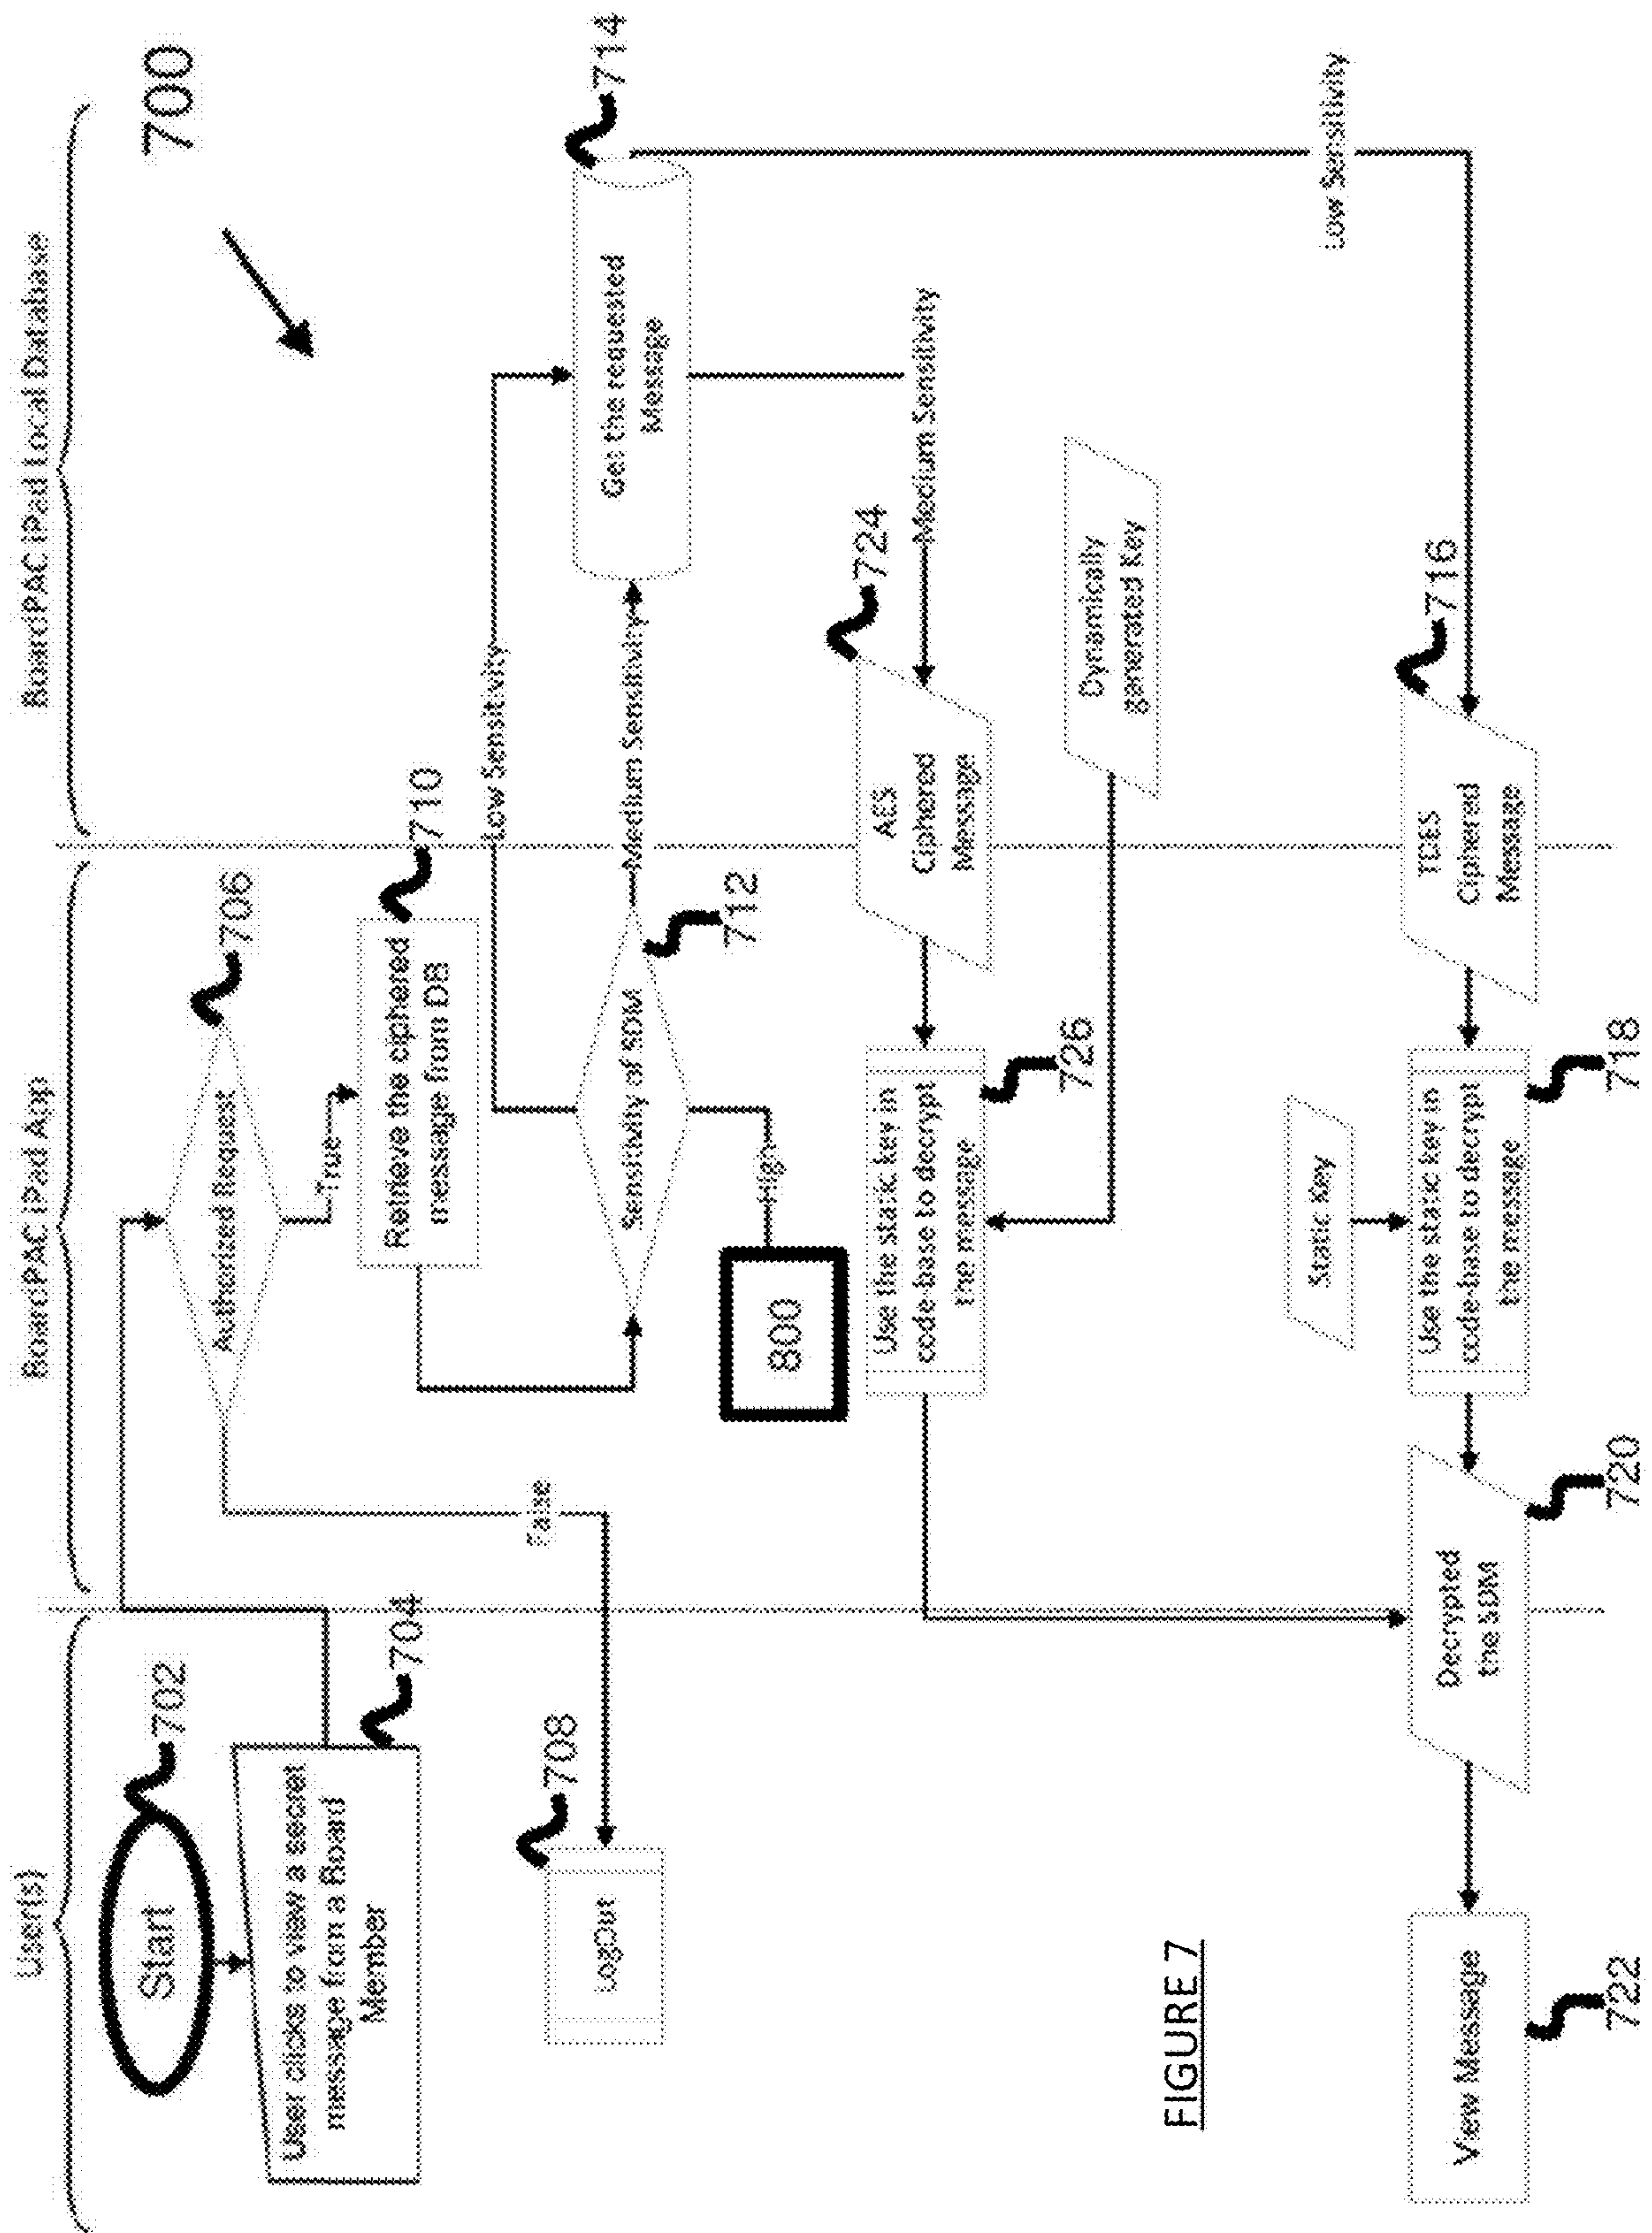 User(s)
BoardPAC iPad App
BoardPAC iPad Local Database
700
Start
702
User clicks to view a secret
message from a Board
Member
704
Authorized Request
706
True
False
LogOut
708
Retrieve the ciphered
message from DB
710
Sensitivity of SDM
712
Low Sensitivity
Medium Sensitivity
High
800
Get the requested
Message
714
Medium Sensitivity
Low Sensitivity
AES
Ciphered
Message
724
Dynamically
generated Key
Use the static key in
code-base to decrypt
the message
726
TDES
Ciphered
Message
716
Static Key
Use the static key in
code-base to decrypt
the message
718
Decrypted
the SDM
720
View Message
722
FIGURE 7